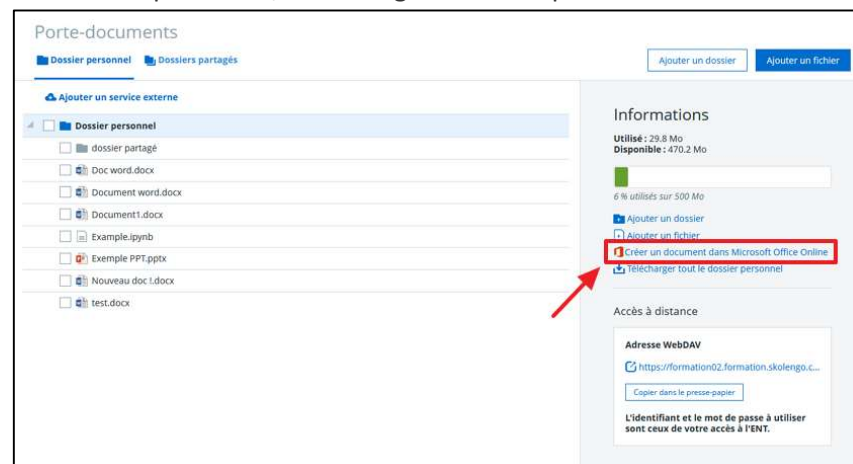 Porte-documents
Dossier personnel
Dossiers partagés
Ajouter un dossier
Ajouter un fichier
Ajouter un service externe
Dossier personnel
dossier partagé
Doc word.docx
Document word.docx
Document1.docx
Example.ipynb
Exemple PPT.pptx
Nouveau doc !.docx
test.docx
Informations
Utilisé : 29.8 Mo
Disponible : 470.2 Mo
6 % utilisés sur 500 Mo
Ajouter un dossier
Ajouter un fichier
Créer un document dans Microsoft Office Online
Télécharger tout le dossier personnel
Accès à distance
Adresse WebDAV
https://formation02.formation.skolengo.c...
Copier dans le presse-papier
L'identifiant et le mot de passe à utiliser
sont ceux de votre accès à l'ENT.